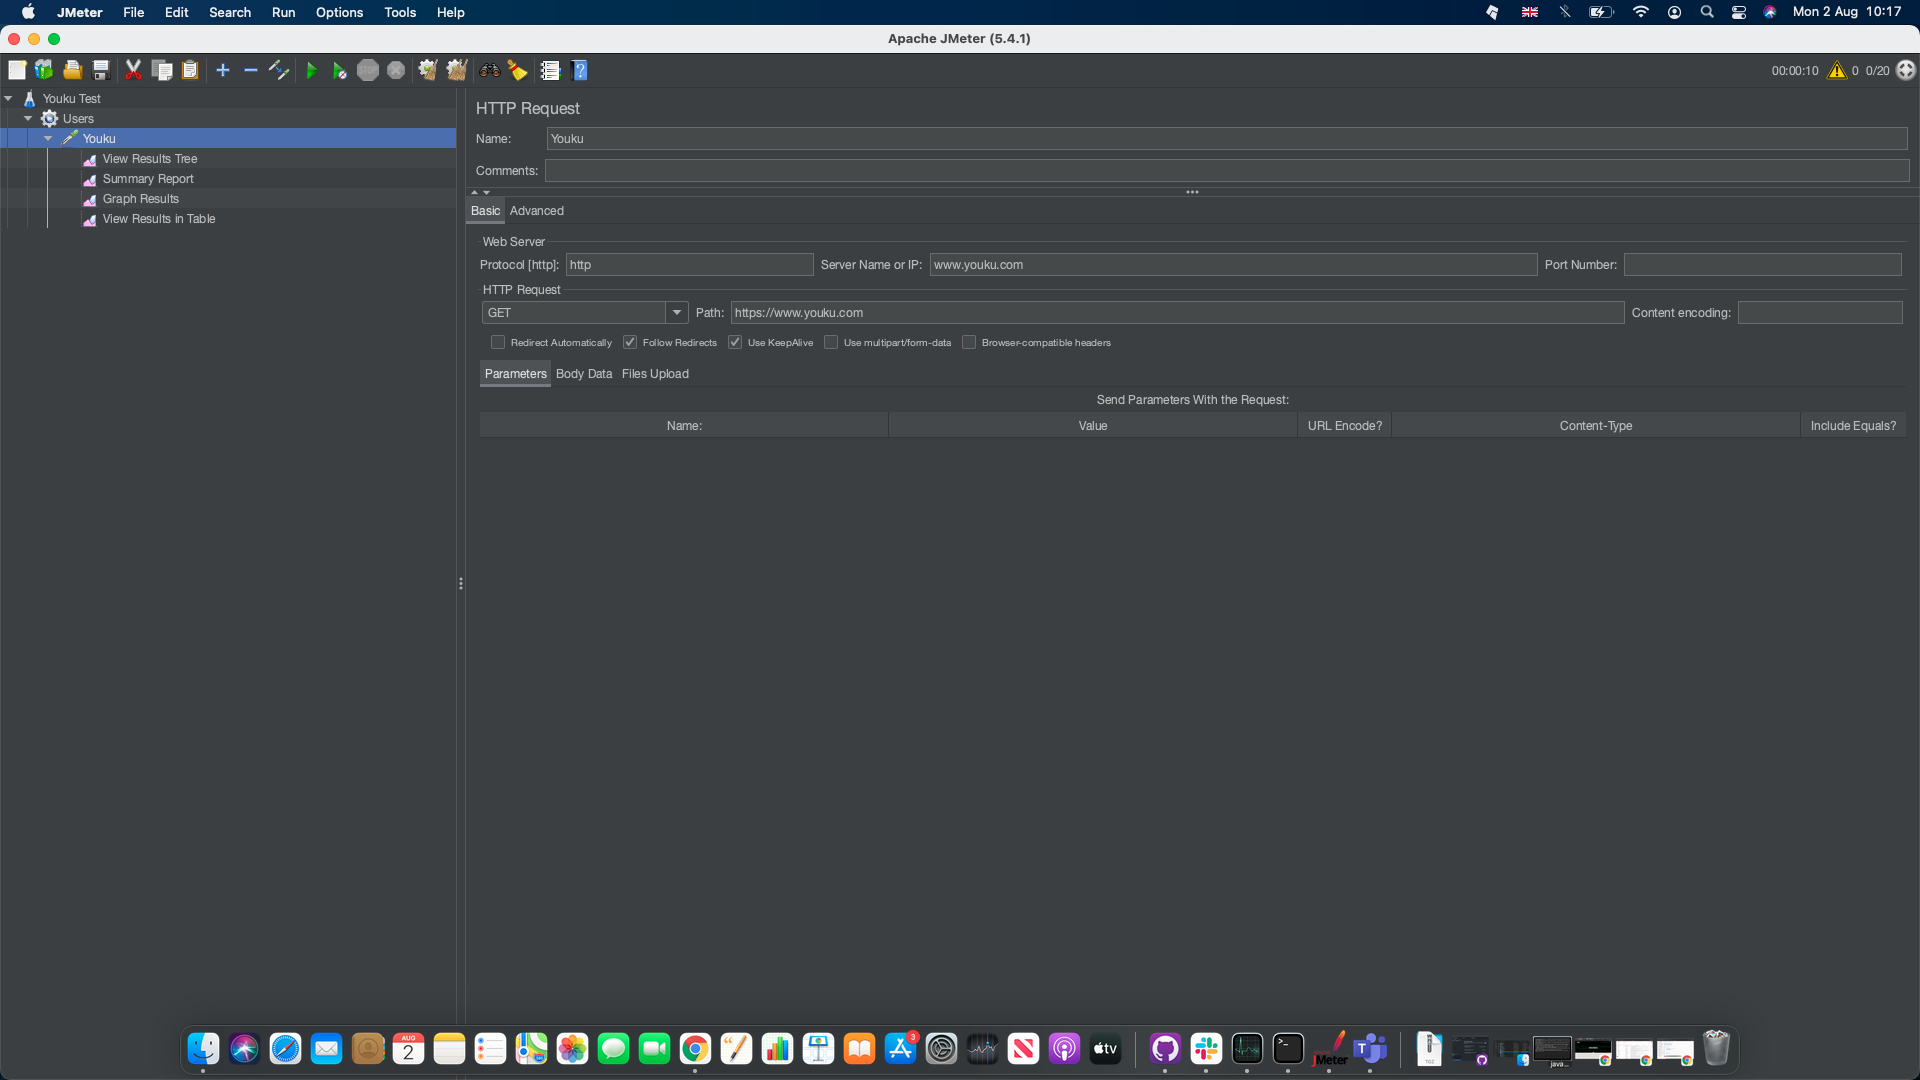 JMeter File Edit Search Run Options Tools Help Mon 2 Aug 10:17
Apache JMeter (5.4.1)
00:00:10 0 0/20
Youku Test
Users
Youku
View Results Tree
Summary Report
Graph Results
View Results in Table
HTTP Request
Name: Youku
Comments:
Basic Advanced
Web Server
Protocol [http]: http Server Name or IP: www.youku.com Port Number:
HTTP Request
GET Path: https://www.youku.com Content encoding:
Redirect Automatically Follow Redirects Use KeepAlive Use multipart/form-data Browser-compatible headers
Parameters Body Data Files Upload
Send Parameters With the Request:
Name: Value URL Encode? Content-Type Include Equals?
AUG
2
3
tv
JMeter
T
TGZ
java...